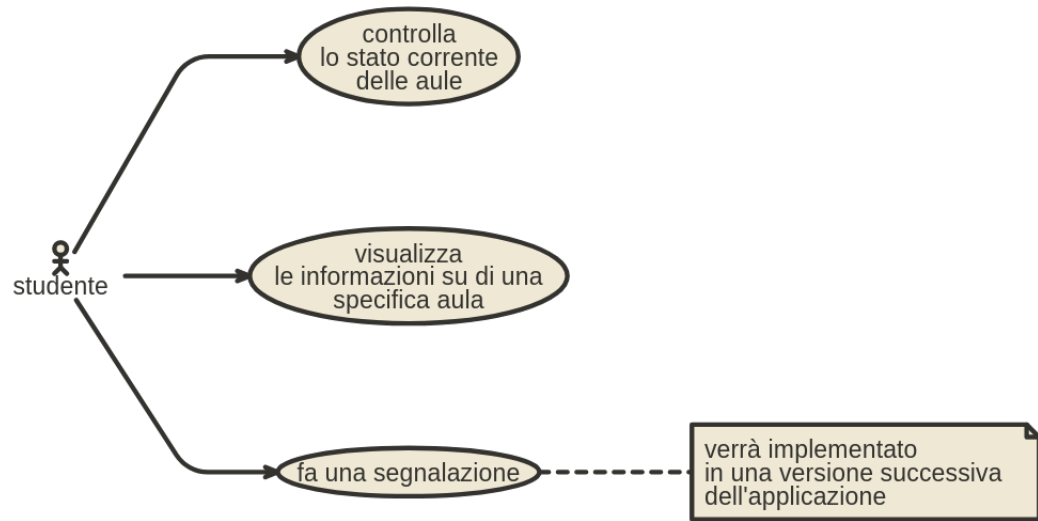 controlla
lo stato corrente
delle aule
visualizza
le informazioni su di una
specifica aula
studente
fa una segnalazione
verrà implementato
in una versione successiva
dell'applicazione